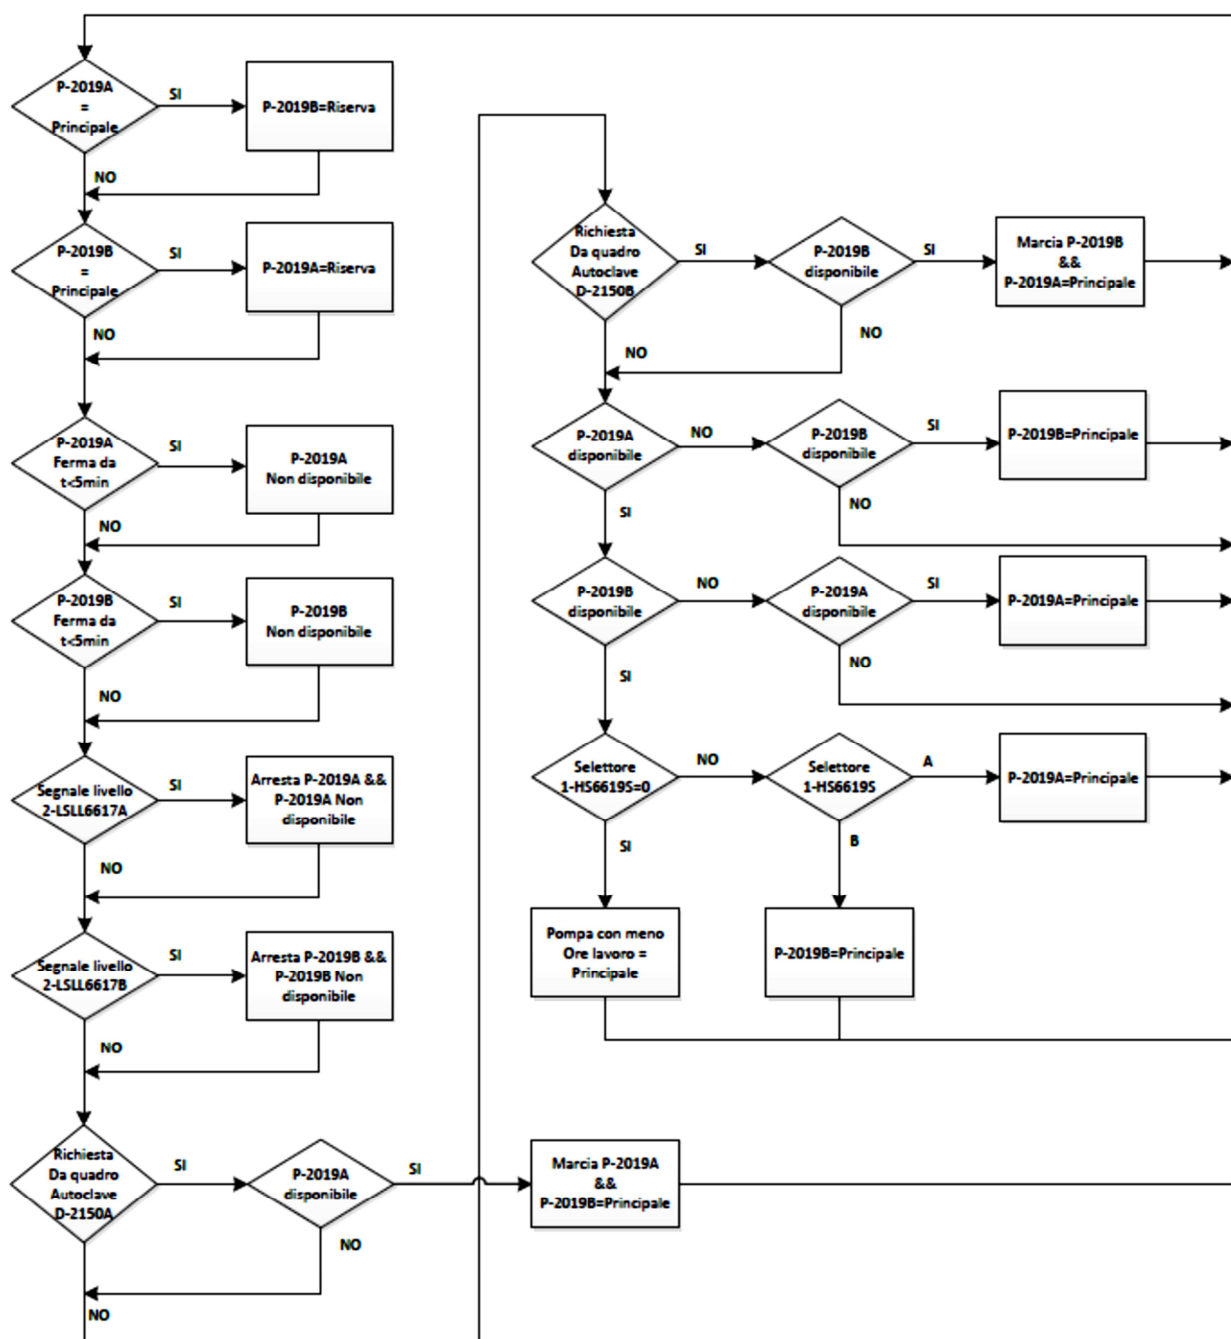 P-2019A
=
Principale
SI
P-2019B=Riserva
NO
P-2019B
=
Principale
SI
P-2019A=Riserva
NO
P-2019A
Ferma da
t<5min
SI
P-2019A
Non disponibile
NO
P-2019B
Ferma da
t<5min
SI
P-2019B
Non disponibile
NO
Segnale livello
2-LSLL6617A
SI
Arresta P-2019A &&
P-2019A Non
disponibile
NO
Segnale livello
2-LSLL6617B
SI
Arresta P-2019B &&
P-2019B Non
disponibile
NO
Richiesta
Da quadro
Autoclave
D-2150A
SI
P-2019A
disponibile
SI
Marcia P-2019A
&&
P-2019B=Principale
NO
NO
Richiesta
Da quadro
Autoclave
D-2150B
SI
P-2019B
disponibile
SI
Marcia P-2019B
&&
P-2019A=Principale
NO
NO
P-2019A
disponibile
NO
P-2019B
disponibile
SI
P-2019B=Principale
SI
NO
P-2019B
disponibile
NO
P-2019A
disponibile
SI
P-2019A=Principale
SI
NO
Selettore
1-HS6619S=0
NO
Selettore
1-HS6619S
A
P-2019A=Principale
SI
B
Pompa con meno
Ore lavoro =
Principale
P-2019B=Principale